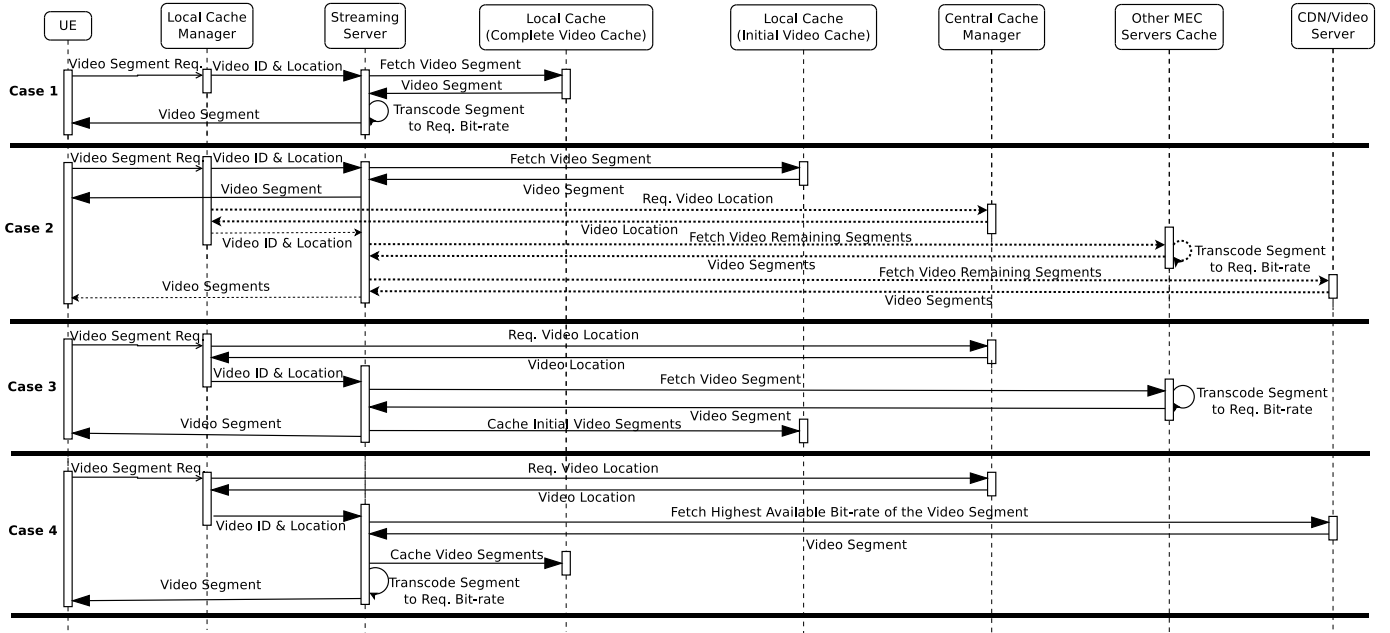 UE
Local Cache
Manager
Streaming
Server
Local Cache
(Complete Video Cache)
Local Cache
(Initial Video Cache)
Central Cache
Manager
Other MEC
Servers Cache
CDN/Video
Server
Case 1
Video Segment Req.
Video ID & Location
Fetch Video Segment
Video Segment
Transcode Segment
to Req. Bit-rate
Video Segment
Case 2
Video Segment Req.
Video ID & Location
Fetch Video Segment
Video Segment
Video Segment
Req. Video Location
Video Location
Video ID & Location
Fetch Video Remaining Segments
Transcode Segment
to Req. Bit-rate
Video Segments
Fetch Video Remaining Segments
Video Segments
Video Segments
Case 3
Video Segment Req.
Req. Video Location
Video Location
Video ID & Location
Fetch Video Segment
Transcode Segment
to Req. Bit-rate
Video Segment
Cache Initial Video Segments
Video Segment
Case 4
Video Segment Req.
Req. Video Location
Video Location
Video ID & Location
Fetch Highest Available Bit-rate of the Video Segment
Video Segment
Cache Video Segments
Transcode Segment
to Req. Bit-rate
Video Segment